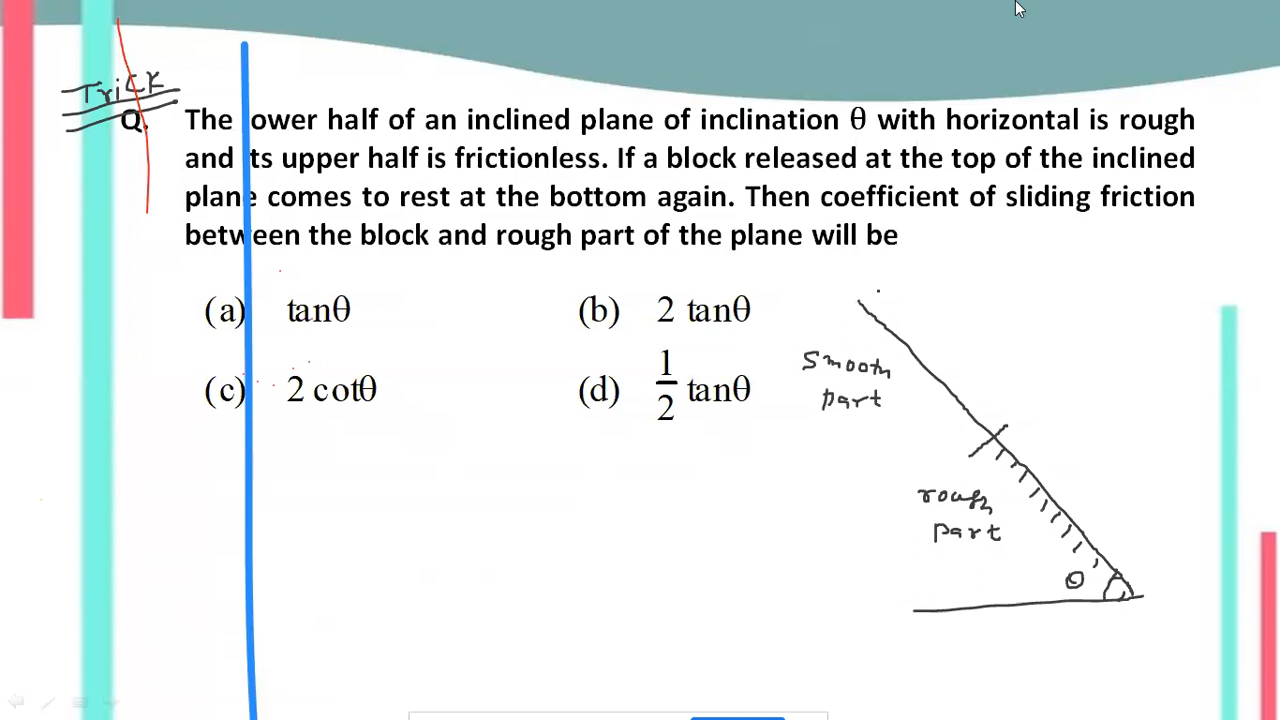 TriCK
Q. The lower half of an inclined plane of inclination θ with horizontal is rough
and its upper half is frictionless. If a block released at the top of the inclined
plane comes to rest at the bottom again. Then coefficient of sliding friction
between the block and rough part of the plane will be
(a) tanθ (b) 2 tanθ
(c) 2 cotθ (d) 1/2 tanθ
Smooth
part
rough
part
θ